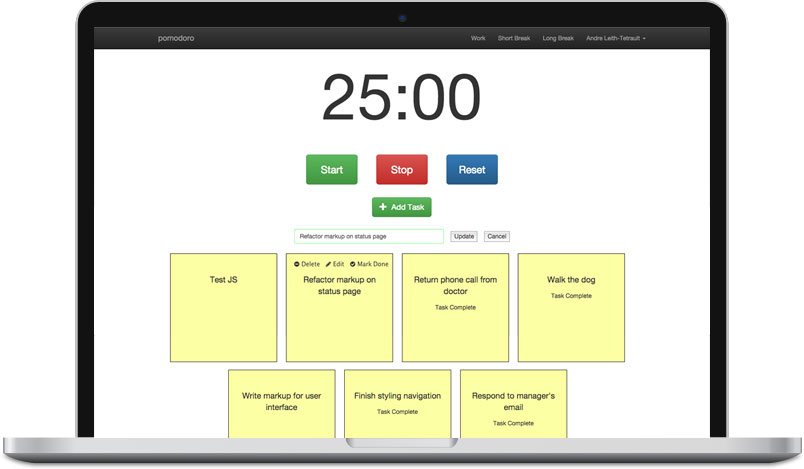 pomodoro Work Short Break Long Break Andre Leith-Tetrault
25:00
Start Stop Reset
Add Task
Refactor markup on status page Update Cancel
Test JS
Delete Edit Mark Done
Refactor markup on
status page
Return phone call from
doctor
Task Complete
Walk the dog
Task Complete
Write markup for user
interface
Finish styling navigation
Task Complete
Respond to manager's
email
Task Complete